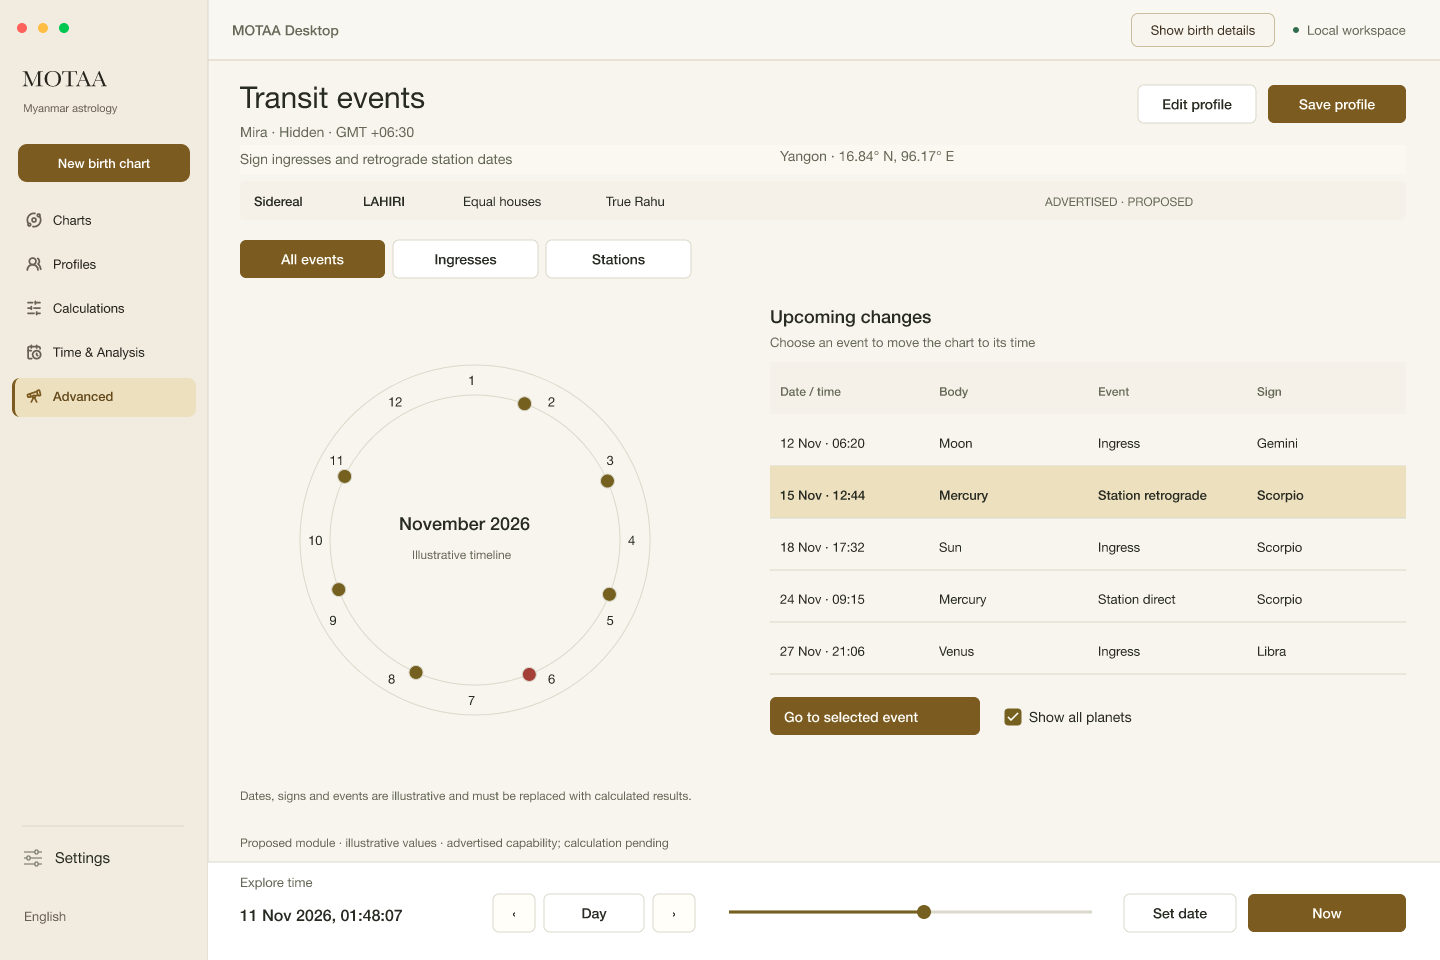 MOTAA Desktop
Show birth details
Local workspace
MOTAA
Myanmar astrology
New birth chart
Charts
Profiles
Calculations
Time & Analysis
Advanced
Settings
English
Transit events
Edit profile
Save profile
Mira · Hidden · GMT +06:30
Sign ingresses and retrograde station dates
Yangon · 16.84° N, 96.17° E
Sidereal LAHIRI Equal houses True Rahu ADVERTISED · PROPOSED
All events Ingresses Stations
1
2
3
4
5
6
7
8
9
10
11
12
November 2026
Illustrative timeline
Upcoming changes
Choose an event to move the chart to its time
Date / time Body Event Sign
12 Nov · 06:20 Moon Ingress Gemini
15 Nov · 12:44 Mercury Station retrograde Scorpio
18 Nov · 17:32 Sun Ingress Scorpio
24 Nov · 09:15 Mercury Station direct Scorpio
27 Nov · 21:06 Venus Ingress Libra
Go to selected event
Show all planets
Dates, signs and events are illustrative and must be replaced with calculated results.
Proposed module · illustrative values · advertised capability; calculation pending
Explore time
11 Nov 2026, 01:48:07
‹ Day ›
Set date
Now